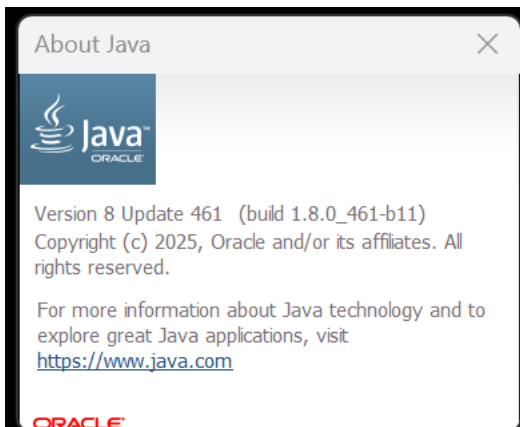 About Java
Java™
ORACLE
Version 8 Update 461 (build 1.8.0_461-b11)
Copyright (c) 2025, Oracle and/or its affiliates. All
rights reserved.
For more information about Java technology and to
explore great Java applications, visit
https://www.java.com
ORACLE